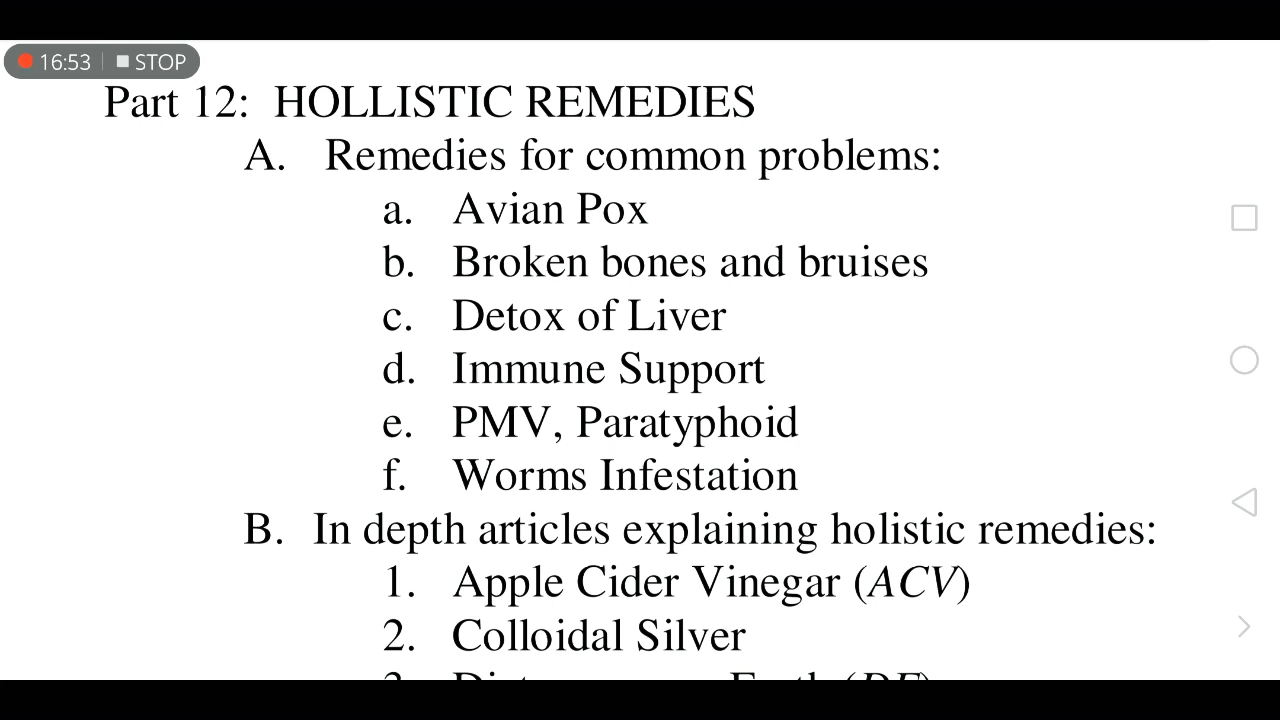 16:53 STOP
Part 12: HOLLISTIC REMEDIES
A. Remedies for common problems:
a. Avian Pox
b. Broken bones and bruises
c. Detox of Liver
d. Immune Support
e. PMV, Paratyphoid
f. Worms Infestation
B. In depth articles explaining holistic remedies:
1. Apple Cider Vinegar (ACV)
2. Colloidal Silver